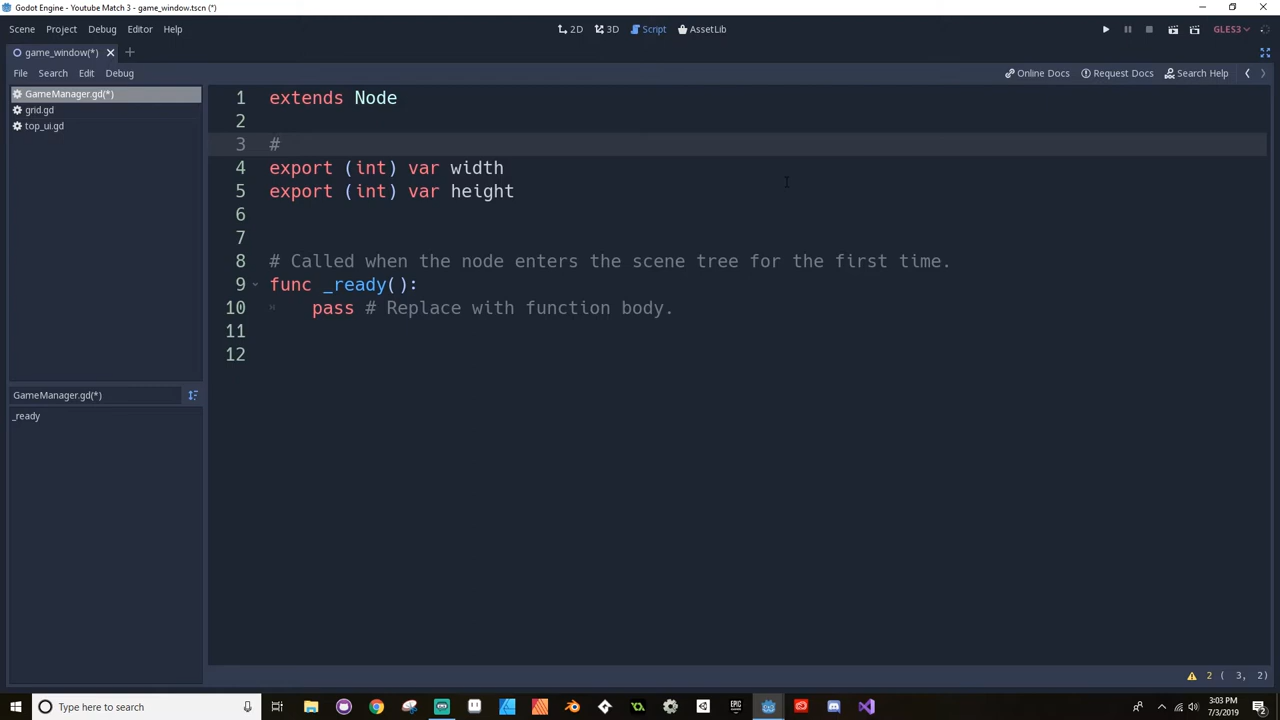 Godot Engine - Youtube Match 3 - game_window.tscn (*)
Scene Project Debug Editor Help
2D 3D Script AssetLib
GLES3
game_window(*)
File Search Edit Debug
Online Docs Request Docs Search Help
GameManager.gd(*)
grid.gd
top_ui.gd
GameManager.gd(*)
_ready
1 extends Node
2
3 #
4 export (int) var width
5 export (int) var height
6
7
8 # Called when the node enters the scene tree for the first time.
9 func _ready():
10 pass # Replace with function body.
11
12
2 ( 3, 2)
Type here to search
3:03 PM
7/3/2019